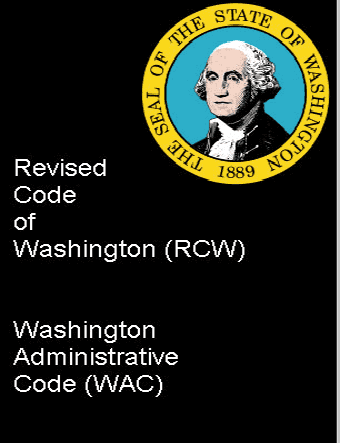 THE SEAL OF THE STATE OF WASHINGTON
1889
Revised
Code
of
Washington (RCW)
Washington
Administrative
Code (WAC)